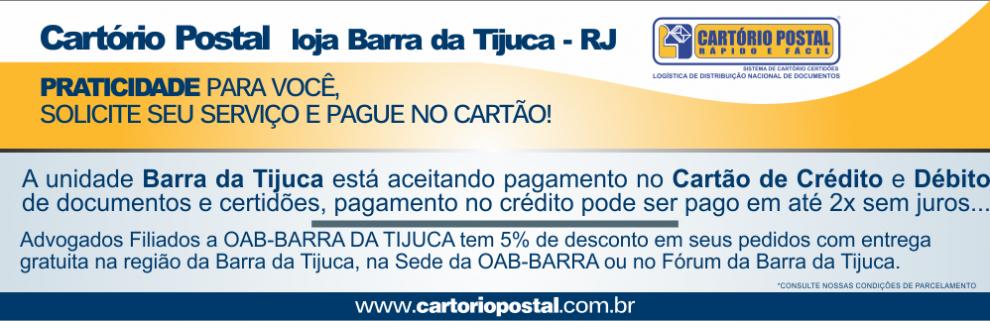 Cartório Postal loja Barra da Tijuca - RJ
CARTÓRIO POSTAL
RÁPIDO E FÁCIL
SISTEMA DE CARTÓRIO CERTIDÕES
LOGÍSTICA DE DISTRIBUIÇÃO NACIONAL DE DOCUMENTOS
PRATICIDADE PARA VOCÊ,
SOLICITE SEU SERVIÇO E PAGUE NO CARTÃO!
A unidade Barra da Tijuca está aceitando pagamento no Cartão de Crédito e Débito
de documentos e certidões, pagamento no crédito pode ser pago em até 2x sem juros...
Advogados Filiados a OAB-BARRA DA TIJUCA tem 5% de desconto em seus pedidos com entrega
gratuita na região da Barra da Tijuca, na Sede da OAB-BARRA ou no Fórum da Barra da Tijuca.
*CONSULTE NOSSAS CONDIÇÕES DE PARCELAMENTO
www.cartoriopostal.com.br